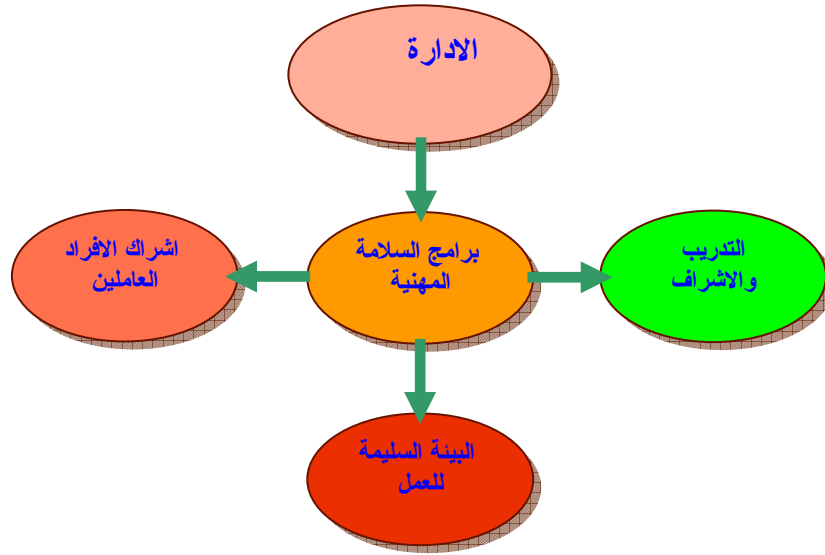 الادارة
اشراك الافراد
العاملين
برامج السلامة
المهنية
التدريب
والاشراف
البيئة السليمة
للعمل